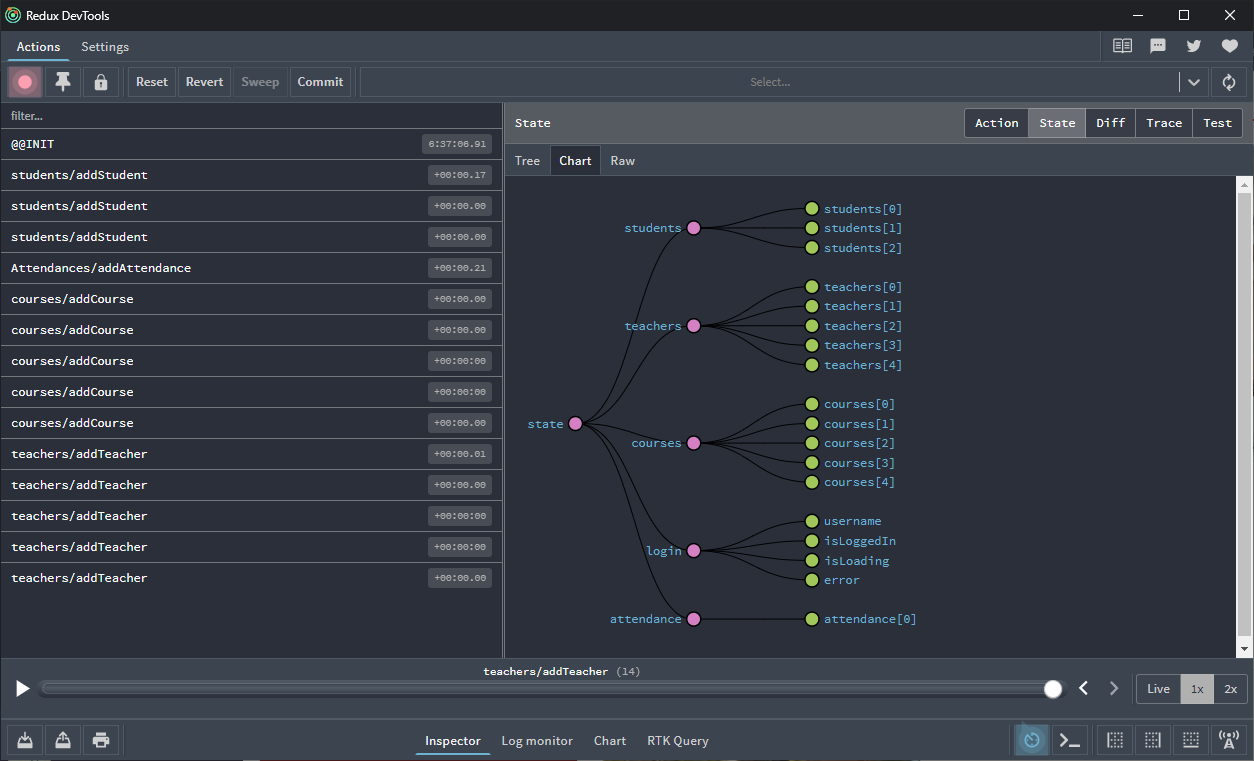 Redux DevTools
Actions Settings
Reset Revert Sweep Commit Select...
filter...
@@INIT 6:37:06.91
students/addStudent +00:00.17
students/addStudent +00:00.00
students/addStudent +00:00.00
Attendances/addAttendance +00:00.21
courses/addCourse +00:00.00
courses/addCourse +00:00.00
courses/addCourse +00:00:00
courses/addCourse +00:00:00
courses/addCourse +00:00.00
teachers/addTeacher +00:00.01
teachers/addTeacher +00:00.00
teachers/addTeacher +00:00:00
teachers/addTeacher +00:00:00
teachers/addTeacher +00:00.00
State Action State Diff Trace Test
Tree Chart Raw
students[0]
students students[1]
students[2]
teachers[0]
teachers[1]
teachers teachers[2]
teachers[3]
teachers[4]
courses[0]
state courses[1]
courses courses[2]
courses[3]
courses[4]
username
isLoggedIn
login
isLoading
error
attendance attendance[0]
teachers/addTeacher (14)
Live 1x 2x
Inspector Log monitor Chart RTK Query